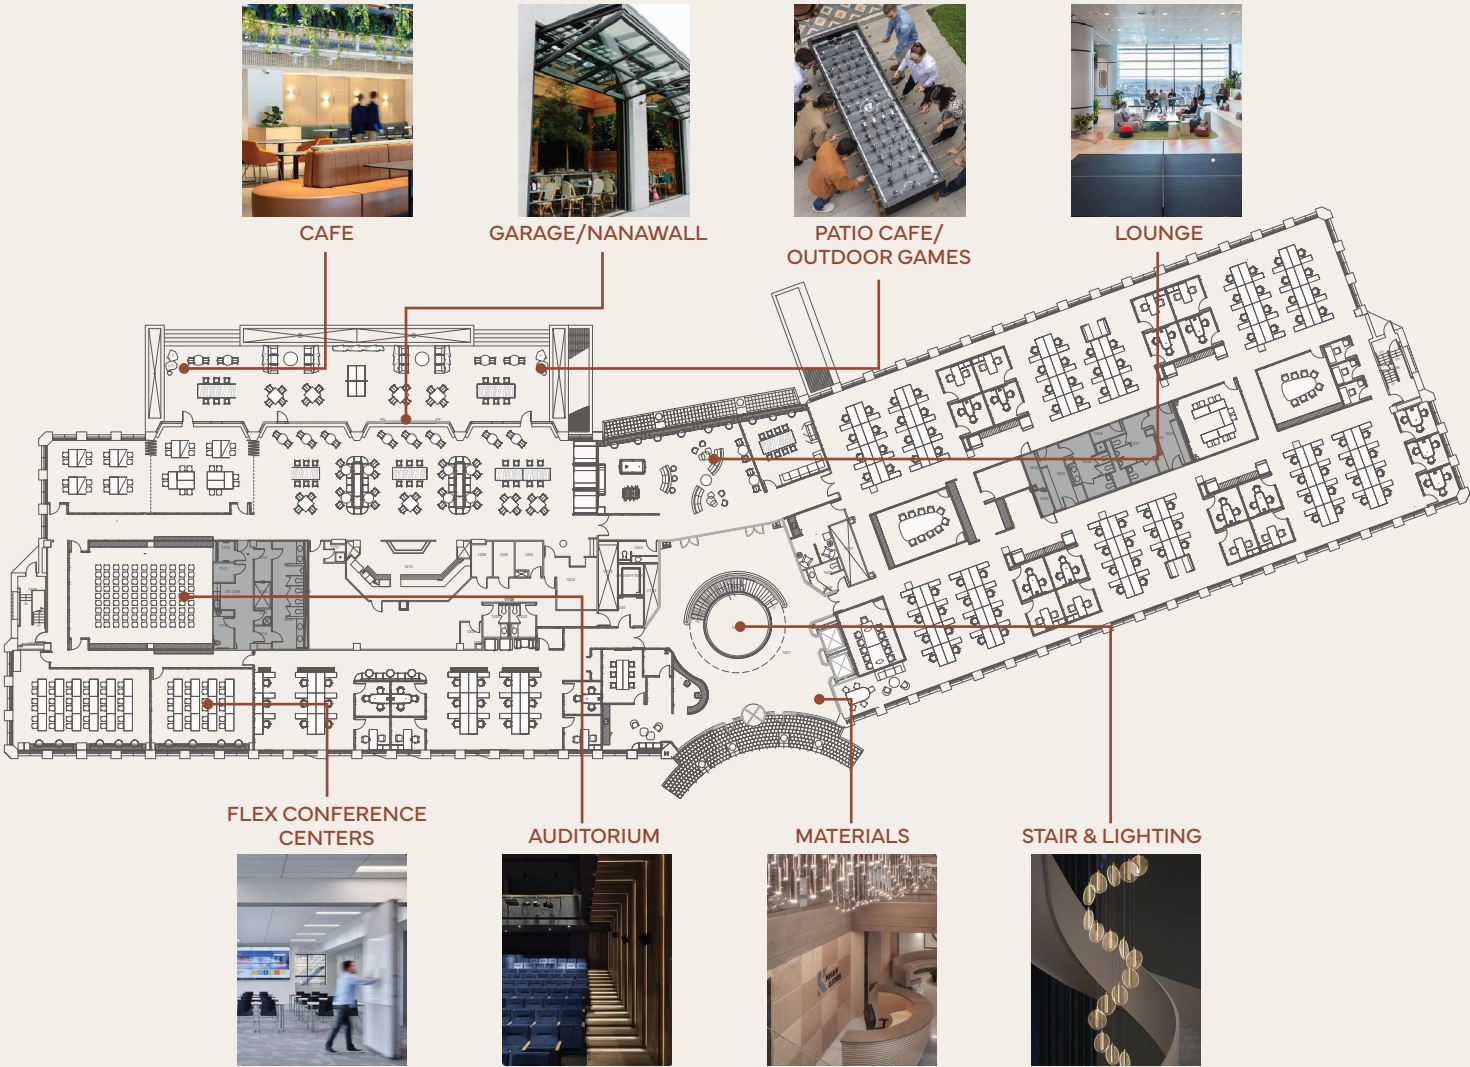 CAFE
GARAGE/NANAWALL
PATIO CAFE/
OUTDOOR GAMES
LOUNGE
FLEX CONFERENCE
CENTERS
AUDITORIUM
MATERIALS
STAIR & LIGHTING